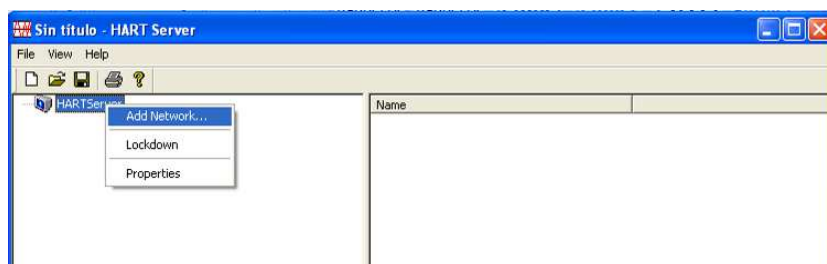 Sin título - HART Server
File View Help
HARTServer
Name
Add Network...
Lockdown
Properties